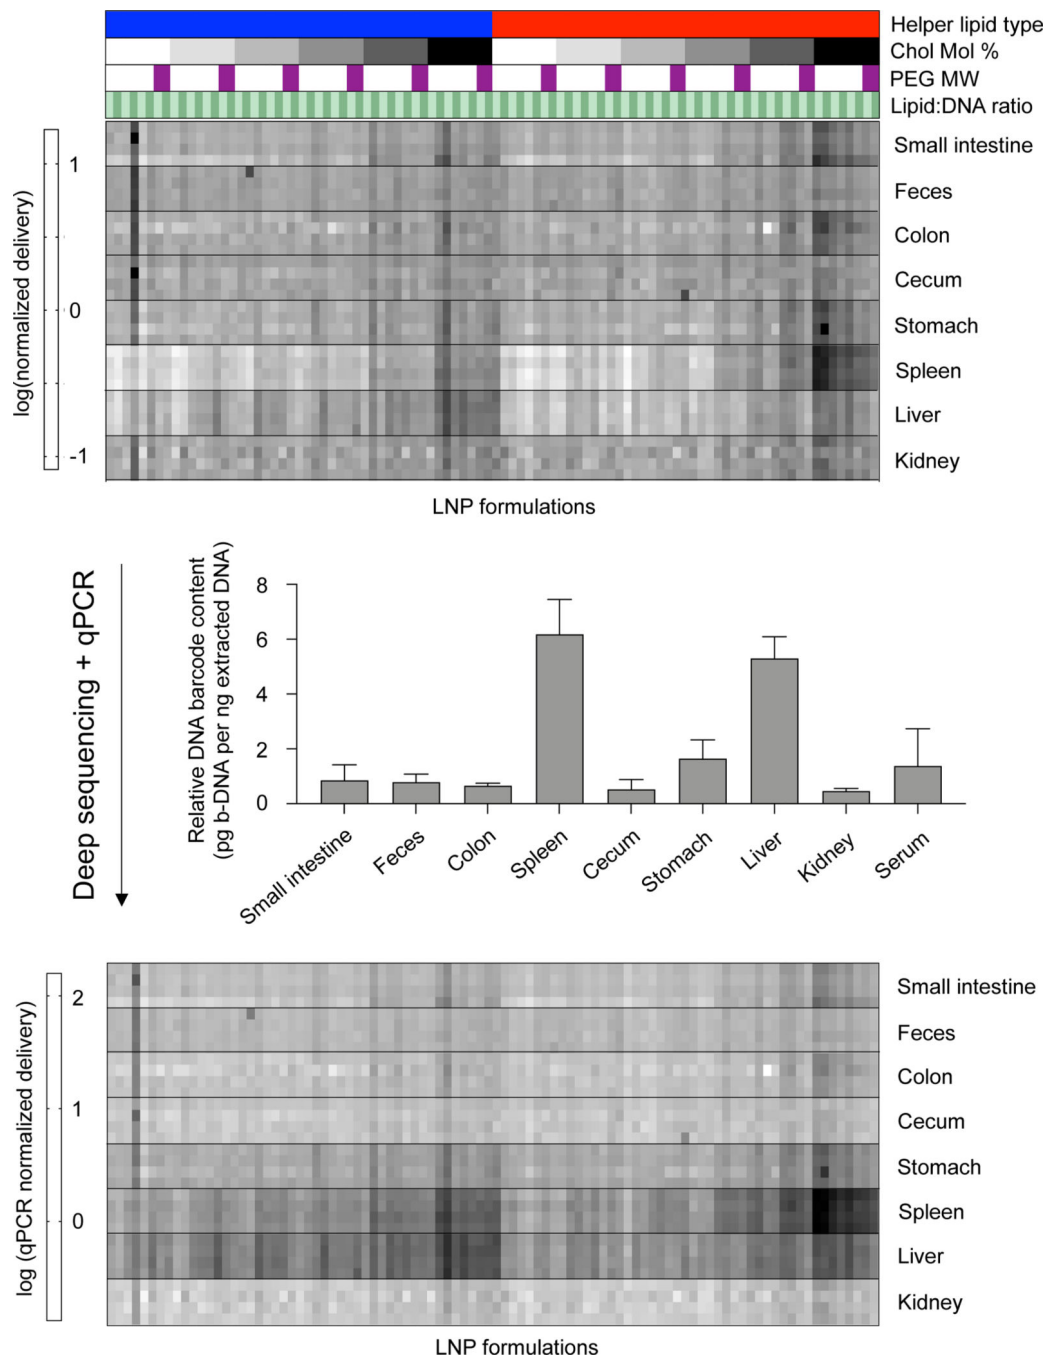 Helper lipid type
Chol Mol %
PEG MW
Lipid:DNA ratio
log(normalized delivery)
1
0
-1
Small intestine
Feces
Colon
Cecum
Stomach
Spleen
Liver
Kidney
LNP formulations
Deep sequencing + qPCR
Relative DNA barcode content
(pg b-DNA per ng extracted DNA)
8
6
4
2
0
Small intestine
Feces
Colon
Spleen
Cecum
Stomach
Liver
Kidney
Serum
log (qPCR normalized delivery)
2
1
0
Small intestine
Feces
Colon
Cecum
Stomach
Spleen
Liver
Kidney
LNP formulations